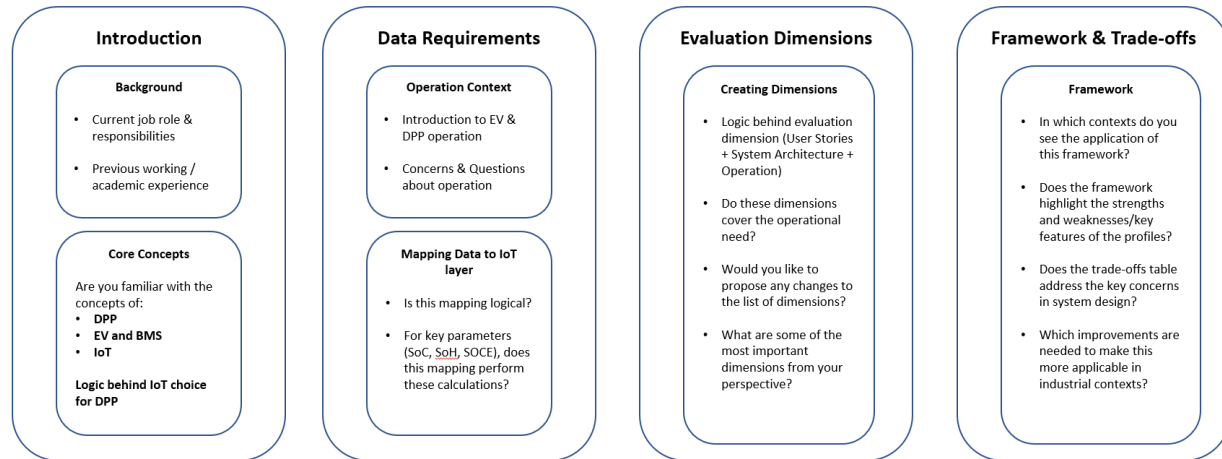 Introduction
Background
• Current job role &
responsibilities
• Previous working /
academic experience
Core Concepts
Are you familiar with the
concepts of:
• DPP
• EV and BMS
• IoT
Logic behind IoT choice
for DPP
Data Requirements
Operation Context
• Introduction to EV &
DPP operation
• Concerns & Questions
about operation
Mapping Data to IoT
layer
• Is this mapping logical?
• For key parameters
(SoC, SoH, SOCE), does
this mapping perform
these calculations?
Evaluation Dimensions
Creating Dimensions
• Logic behind evaluation
dimension (User Stories
+ System Architecture +
Operation)
• Do these dimensions
cover the operational
need?
• Would you like to
propose any changes to
the list of dimensions?
• What are some of the
most important
dimensions from your
perspective?
Framework & Trade-offs
Framework
• In which contexts do you
see the application of
this framework?
• Does the framework
highlight the strengths
and weaknesses/key
features of the profiles?
• Does the trade-offs table
address the key concerns
in system design?
• Which improvements are
needed to make this
more applicable in
industrial contexts?